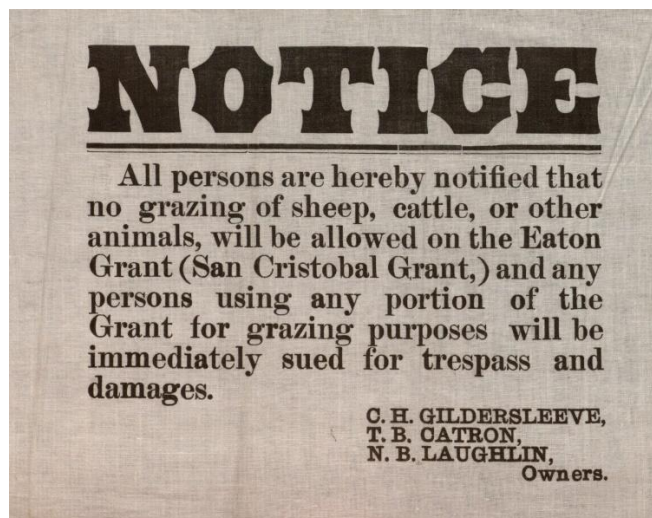 NOTICE
All persons are hereby notified that
no grazing of sheep, cattle, or other
animals, will be allowed on the Eaton
Grant (San Cristobal Grant,) and any
persons using any portion of the
Grant for grazing purposes will be
immediately sued for trespass and
damages.
C. H. GILDERSLEEVE,
T. B. CATRON,
N. B. LAUGHLIN,
Owners.